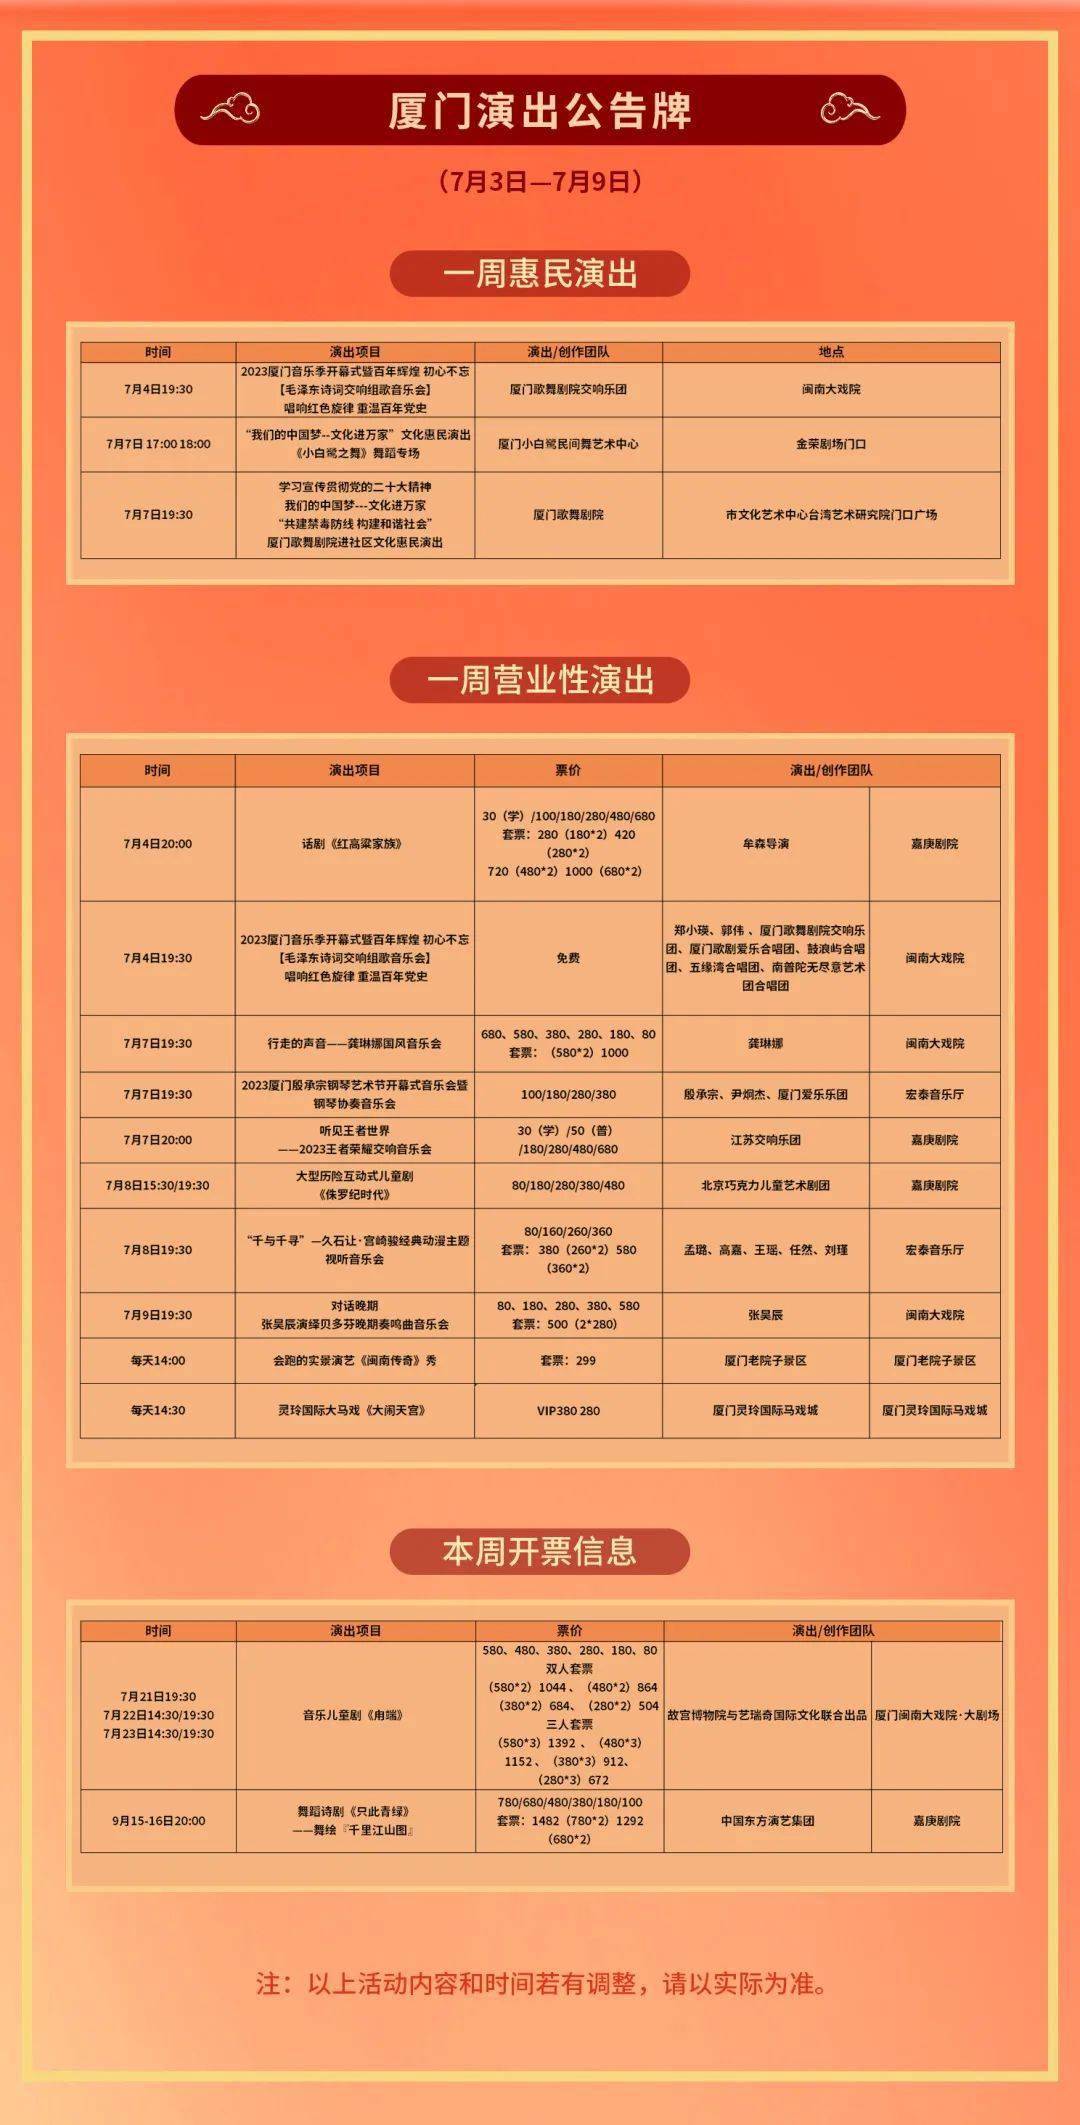 厦门演出公告牌
（7月3日—7月9日）
一周惠民演出
时间 演出项目 演出/创作团队 地点
7月4日19:30
2023厦门音乐季开幕式暨百年辉煌 初心不忘
【毛泽东诗词交响组歌音乐会】
唱响红色旋律 重温百年党史
厦门歌舞剧院交响乐团
闽南大戏院
7月7日 17:00 18:00
“我们的中国梦--文化进万家”文化惠民演出
《小白鹭之舞》舞蹈专场
厦门小白鹭民间舞艺术中心
金荣剧场门口
7月7日19:30
学习宣传贯彻党的二十大精神
我们的中国梦---文化进万家
“共建禁毒防线 构建和谐社会”
厦门歌舞剧院进社区文化惠民演出
厦门歌舞剧院
市文化艺术中心台湾艺术研究院门口广场
一周营业性演出
时间 演出项目 票价 演出/创作团队
7月4日20:00
话剧《红高粱家族》
30（学）/100/180/280/480/680
套票：280（180*2）420
（280*2）
720（480*2）1000（680*2）
牟森导演
嘉庚剧院
7月4日19:30
2023厦门音乐季开幕式暨百年辉煌 初心不忘
【毛泽东诗词交响组歌音乐会】
唱响红色旋律 重温百年党史
免费
郑小瑛、郭伟 、厦门歌舞剧院交响乐
团、厦门歌剧爱乐合唱团、鼓浪屿合唱
团、五缘湾合唱团、南普陀无尽意艺术
团合唱团
闽南大戏院
7月7日19:30
行走的声音——龚琳娜国风音乐会
680、580、380、280、180、80
套票：（580*2）1000
龚琳娜
闽南大戏院
7月7日19:30
2023厦门殷承宗钢琴艺术节开幕式音乐会暨
钢琴协奏音乐会
100/180/280/380
殷承宗、尹炯杰、厦门爱乐乐团
宏泰音乐厅
7月7日20:00
听见王者世界
——2023王者荣耀交响音乐会
30（学）/50（普）
/180/280/480/680
江苏交响乐团
嘉庚剧院
7月8日15:30/19:30
大型历险互动式儿童剧
《侏罗纪时代》
80/180/280/380/480
北京巧克力儿童艺术剧团
嘉庚剧院
7月8日19:30
“千与千寻”—久石让·宫崎骏经典动漫主题
视听音乐会
80/160/260/360
套票： 380（260*2）580
（360*2）
孟璐、高嘉、王瑶、任然、刘瑾
宏泰音乐厅
7月9日19:30
对话晚期
张昊辰演绎贝多芬晚期奏鸣曲音乐会
80、180、280、380、580
套票：500（2*280）
张昊辰
闽南大戏院
每天14:00
会跑的实景演艺《闽南传奇》秀
套票：299
厦门老院子景区
厦门老院子景区
每天14:30
灵玲国际大马戏《大闹天宫》
VIP380 280
厦门灵玲国际马戏城
厦门灵玲国际马戏城
本周开票信息
时间 演出项目 票价 演出/创作团队
7月21日19:30
7月22日14:30/19:30
7月23日14:30/19:30
音乐儿童剧《甪端》
580、480、380、280、180、80
双人套票
（580*2）1044 、（480*2）864
（380*2）684、（280*2）504
三人套票
（580*3）1392 、（480*3）
1152 、（380*3）912、
（280*3）672
故宫博物院与艺瑞奇国际文化联合出品
厦门闽南大戏院·大剧场
9月15-16日20:00
舞蹈诗剧《只此青绿》
——舞绘『千里江山图』
780/680/480/380/180/100
套票：1482（780*2）1292
（680*2）
中国东方演艺集团
嘉庚剧院
注：以上活动内容和时间若有调整，请以实际为准。